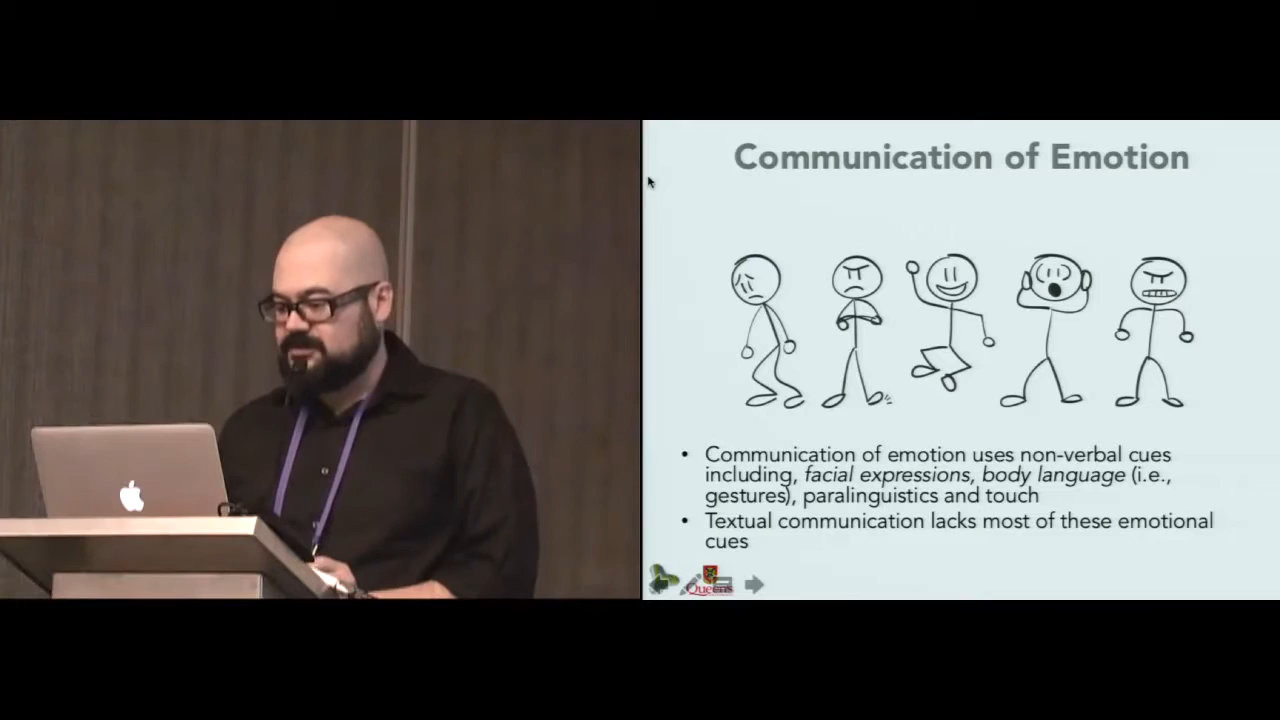 Communication of Emotion
• Communication of emotion uses non-verbal cues
including, facial expressions, body language (i.e.,
gestures), paralinguistics and touch
• Textual communication lacks most of these emotional
cues
Queens